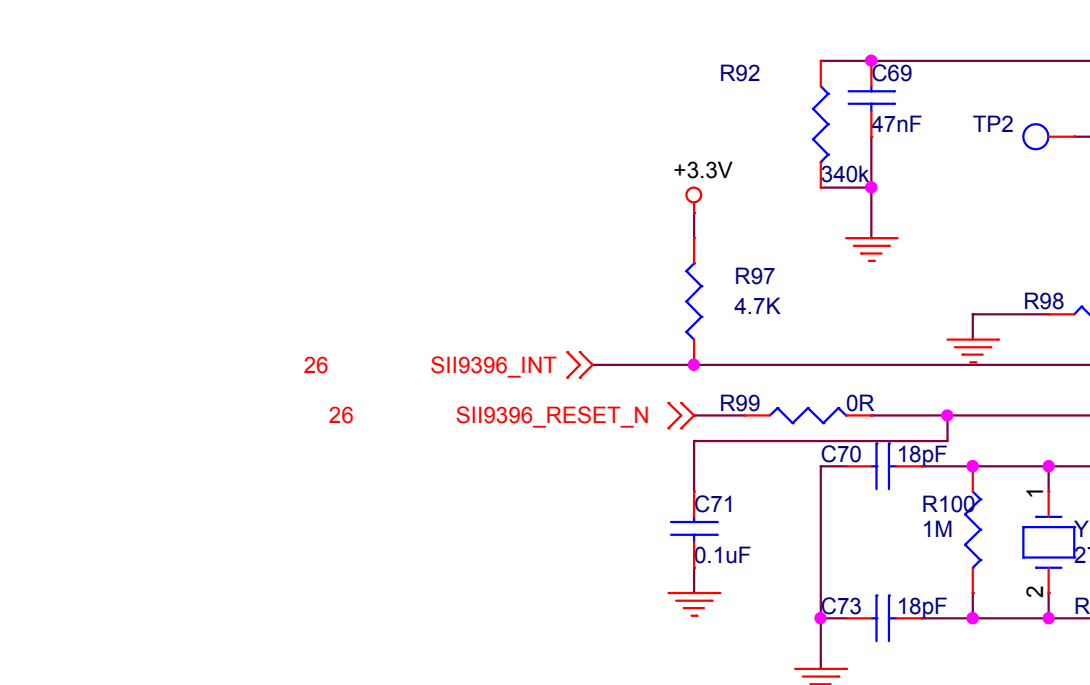 R92
C69
47nF
TP2
340k
+3.3V
R97
4.7K
R98
26 SII9396_INT
26 SII9396_RESET_N
R99 0R
C70 18pF
C71
0.1uF
R100
1M
1
Y
27
2
C73 18pF
R